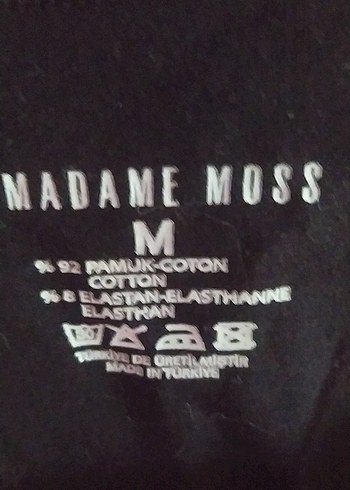 MADAME MOSS
M
% 92 PAMUK-COTON
COTTON
% 8 ELASTAN-ELASTHANNE
ELASTHAN
TÜRKİYE DE ÜRETİLMİŞTİR
MADE IN TÜRKİYE